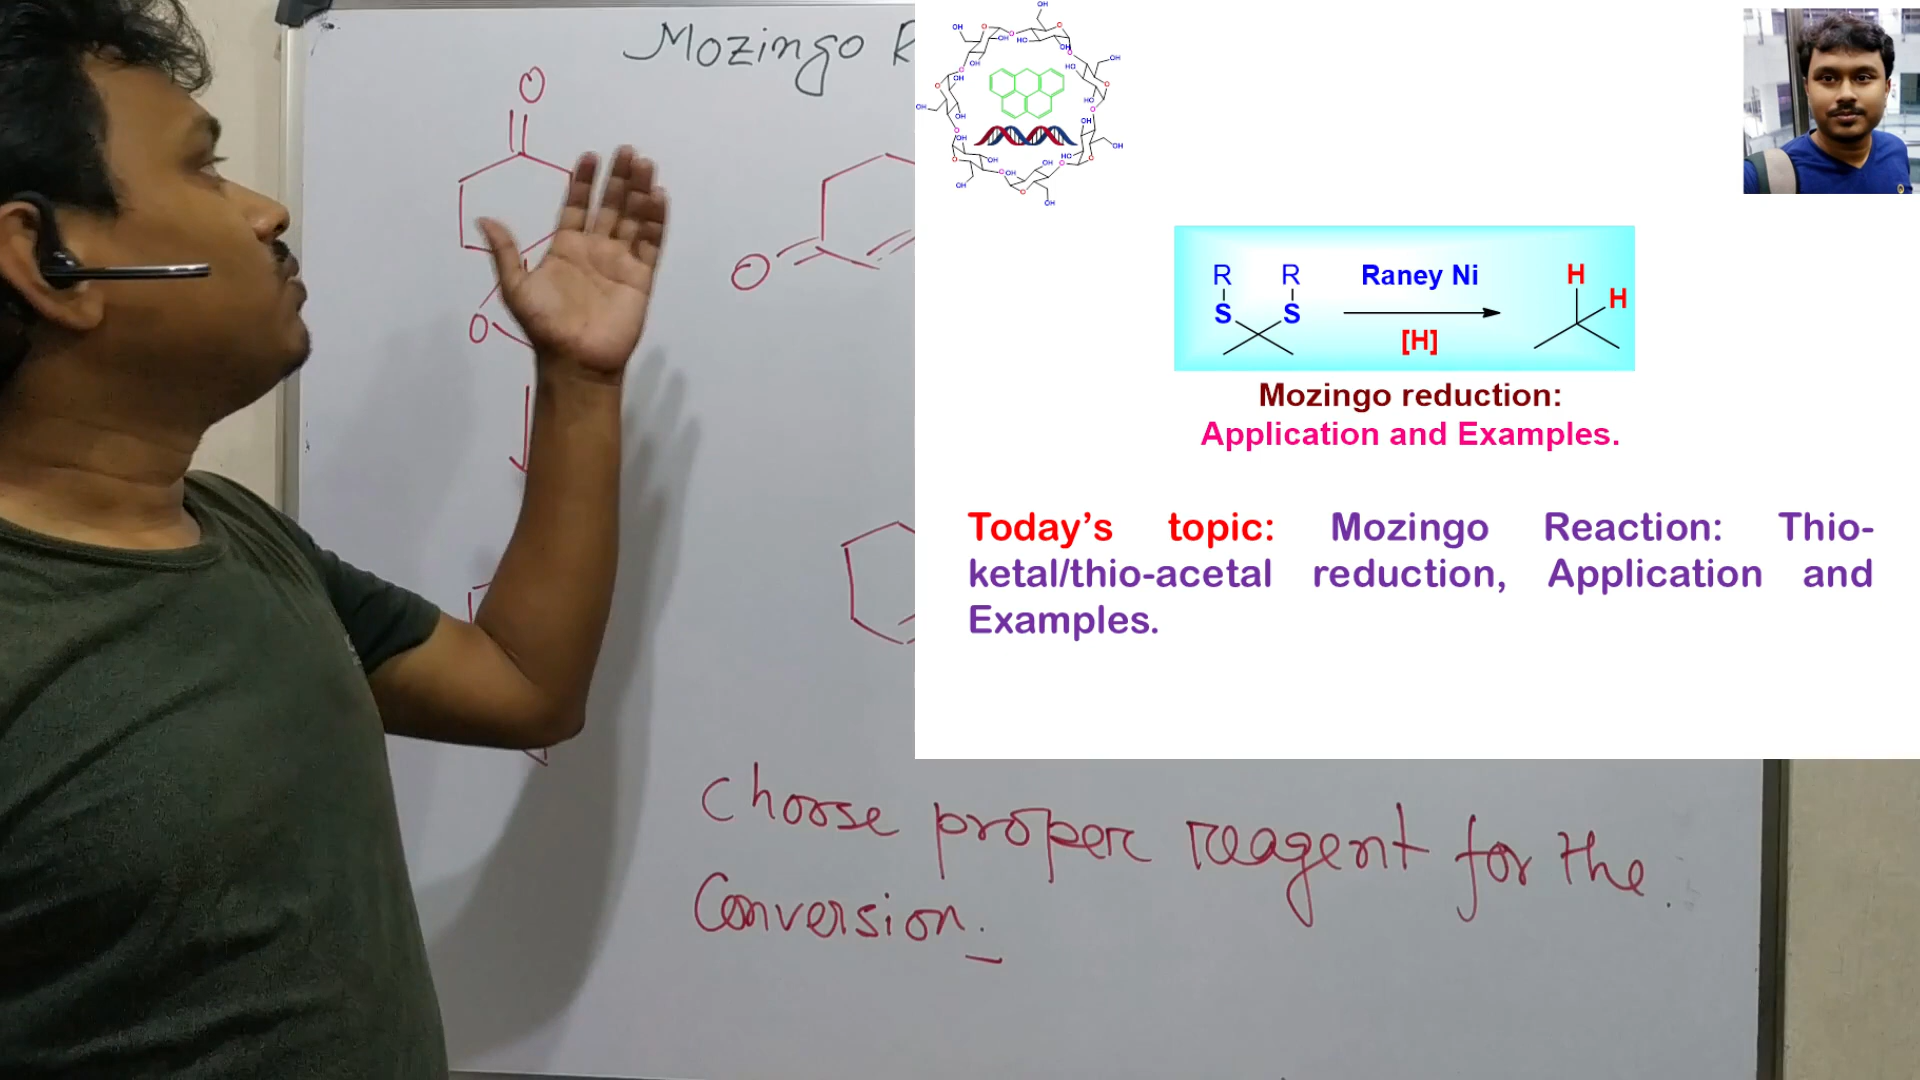 Mozingo R
O
O
O
R R
S S
Raney Ni
[H]
H
H
Mozingo reduction:
Application and Examples.
Today’s topic: Mozingo Reaction: Thio-
ketal/thio-acetal reduction, Application and
Examples.
Choose proper reagent for the
Conversion.